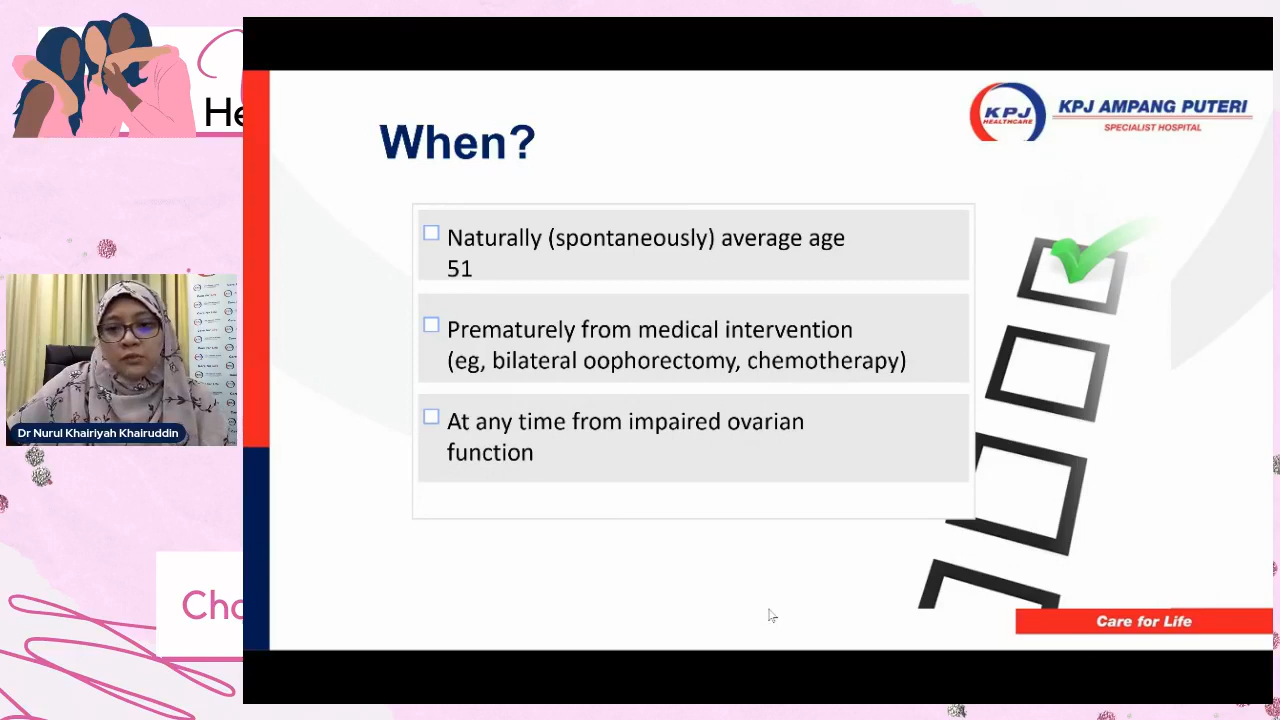 He
When?
KPJ
HEALTHCARE
KPJ AMPANG PUTERI
SPECIALIST HOSPITAL
Naturally (spontaneously) average age
51
Prematurely from medical intervention
(eg, bilateral oophorectomy, chemotherapy)
At any time from impaired ovarian
function
Dr Nurul Khairiyah Khairuddin
Cho
Care for Life